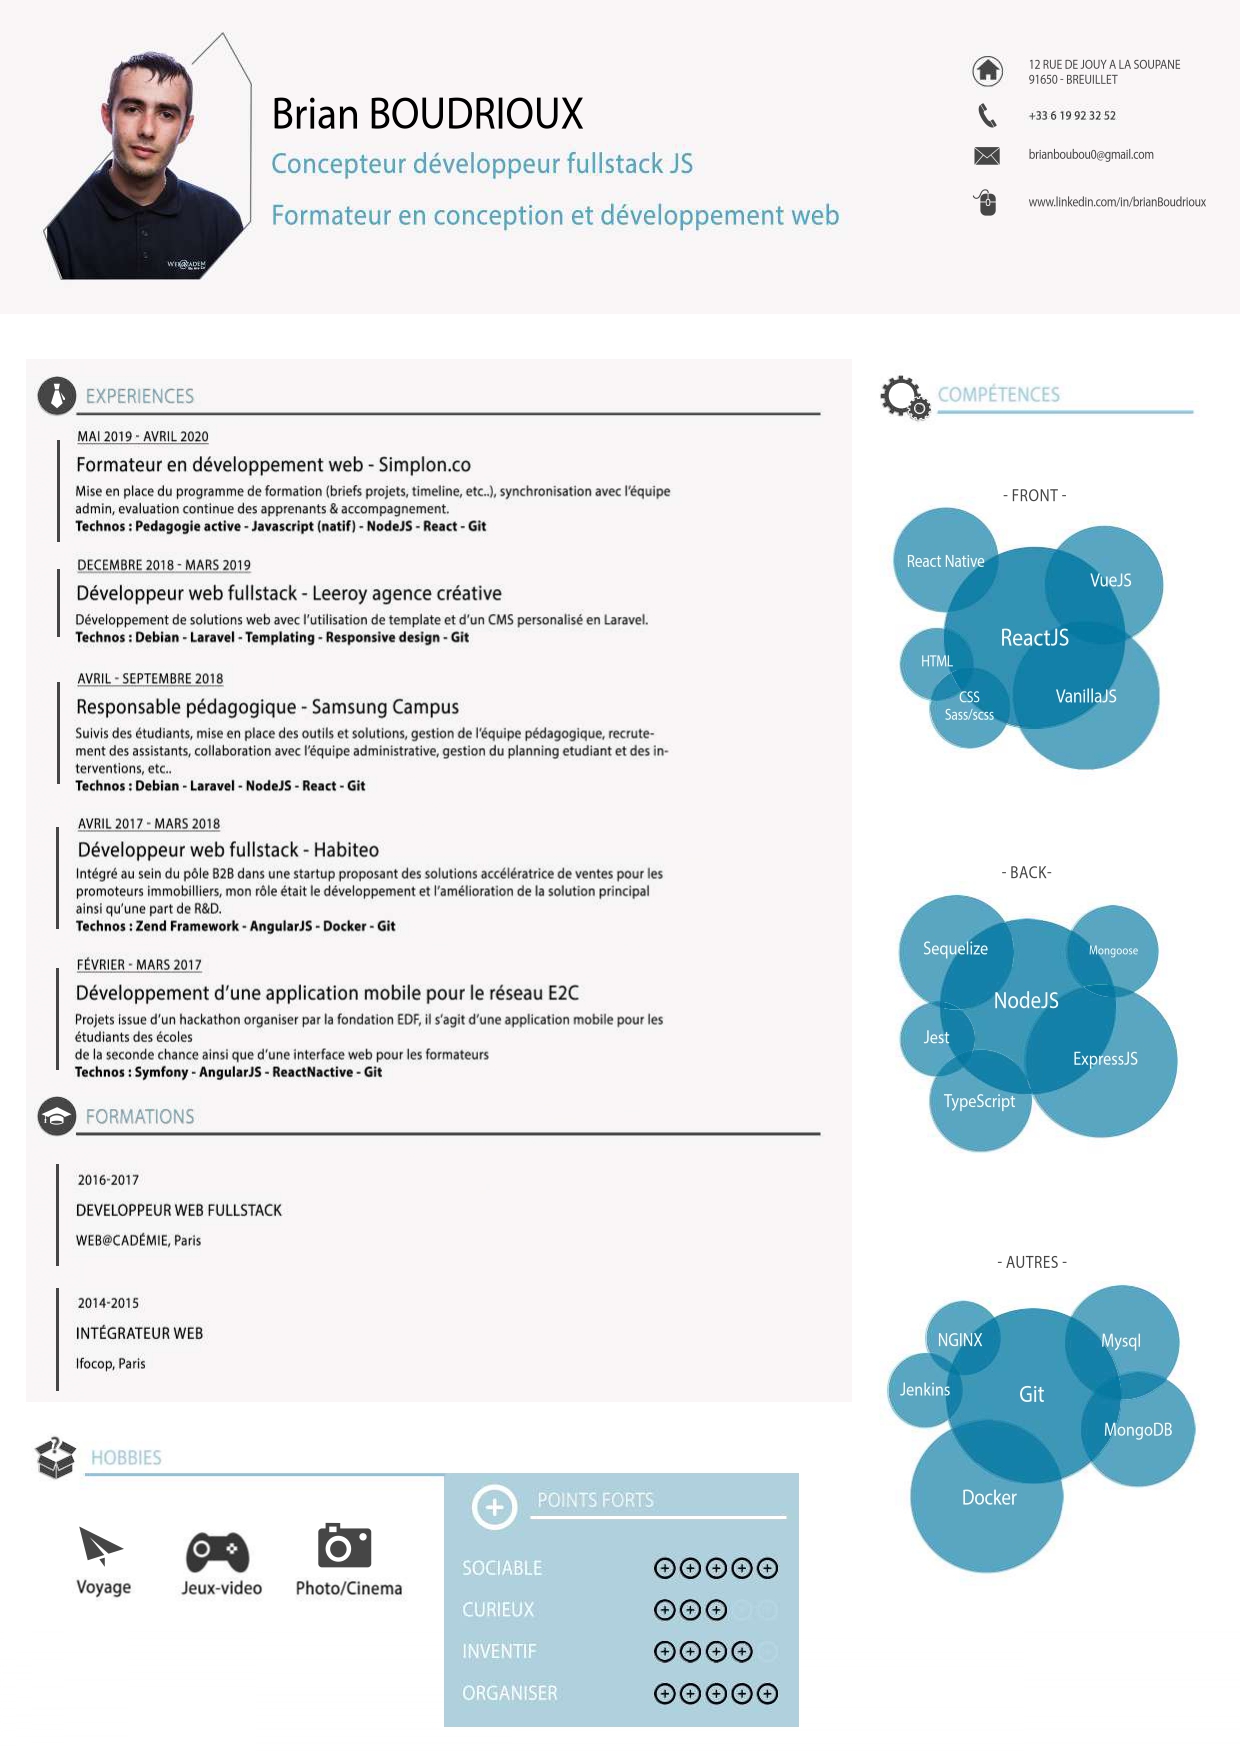 Brian BOUDRIOUX
Concepteur développeur fullstack JS
Formateur en conception et développement web
12 RUE DE JOUY A LA SOUPANE
91650 - BREUILLET
+33 6 19 92 32 52
brianboubou0@gmail.com
www.linkedin.com/in/brianBoudrioux
EXPERIENCES
MAI 2019 - AVRIL 2020
Formateur en développement web - Simplon.co
Mise en place du programme de formation (briefs projets, timeline, etc..), synchronisation avec l'équipe
admin, evaluation continue des apprenants & accompagnement.
Technos : Pedagogie active - Javascript (natif) - NodeJS - React - Git
DECEMBRE 2018 - MARS 2019
Développeur web fullstack - Leeroy agence créative
Développement de solutions web avec l'utilisation de template et d'un CMS personalisé en Laravel.
Technos : Debian - Laravel - Templating - Responsive design - Git
AVRIL - SEPTEMBRE 2018
Responsable pédagogique - Samsung Campus
Suivis des étudiants, mise en place des outils et solutions, gestion de l'équipe pédagogique, recrute-
ment des assistants, collaboration avec l'équipe administrative, gestion du planning etudiant et des in-
terventions, etc..
Technos : Debian - Laravel - NodeJS - React - Git
AVRIL 2017 - MARS 2018
Développeur web fullstack - Habiteo
Intégré au sein du pôle B2B dans une startup proposant des solutions accélératrice de ventes pour les
promoteurs immobilliers, mon rôle était le développement et l'amélioration de la solution principal
ainsi qu'une part de R&D.
Technos : Zend Framework - AngularJS - Docker - Git
FÉVRIER - MARS 2017
Développement d'une application mobile pour le réseau E2C
Projets issue d'un hackathon organiser par la fondation EDF, il s'agit d'une application mobile pour les
étudiants des écoles
de la seconde chance ainsi que d'une interface web pour les formateurs
Technos : Symfony - AngularJS - ReactNactive - Git
FORMATIONS
2016-2017
DEVELOPPEUR WEB FULLSTACK
WEB@CADÉMIE, Paris
2014-2015
INTÉGRATEUR WEB
Ifocop, Paris
HOBBIES
Voyage
Jeux-video
Photo/Cinema
POINTS FORTS
SOCIABLE
CURIEUX
INVENTIF
ORGANISER
COMPÉTENCES
- FRONT -
React Native
VueJS
ReactJS
HTML
CSS
Sass/scss
VanillaJS
- BACK-
Sequelize
Mongoose
NodeJS
Jest
ExpressJS
TypeScript
- AUTRES -
NGINX
Mysql
Jenkins
Git
MongoDB
Docker